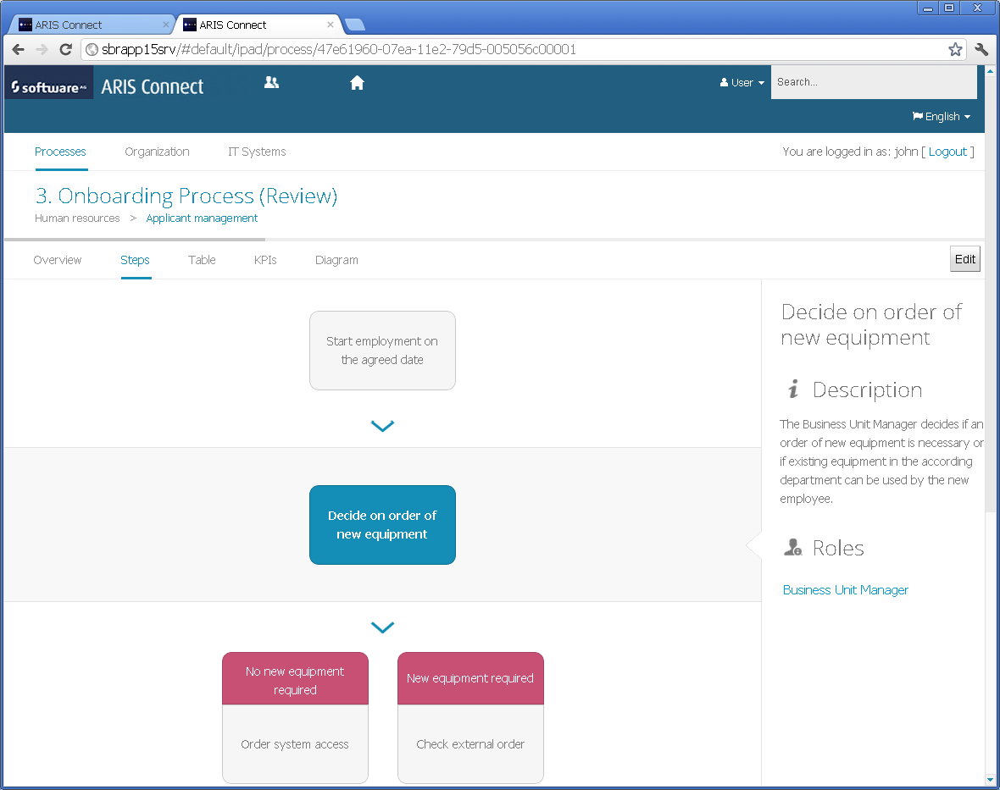 ARIS Connect
ARIS Connect
sbrapp15srv/#default/ipad/process/47e61960-07ea-11e2-79d5-005056c00001
software AG
ARIS Connect
User
Search...
English
Processes
Organization
IT Systems
You are logged in as: john [ Logout ]
3. Onboarding Process (Review)
Human resources > Applicant management
Overview
Steps
Table
KPIs
Diagram
Edit
Start employment on
the agreed date
Decide on order of
new equipment
No new equipment
required
Order system access
New equipment required
Check external order
Decide on order of
new equipment
Description
The Business Unit Manager decides if an
order of new equipment is necessary or
if existing equipment in the according
department can be used by the new
employee.
Roles
Business Unit Manager